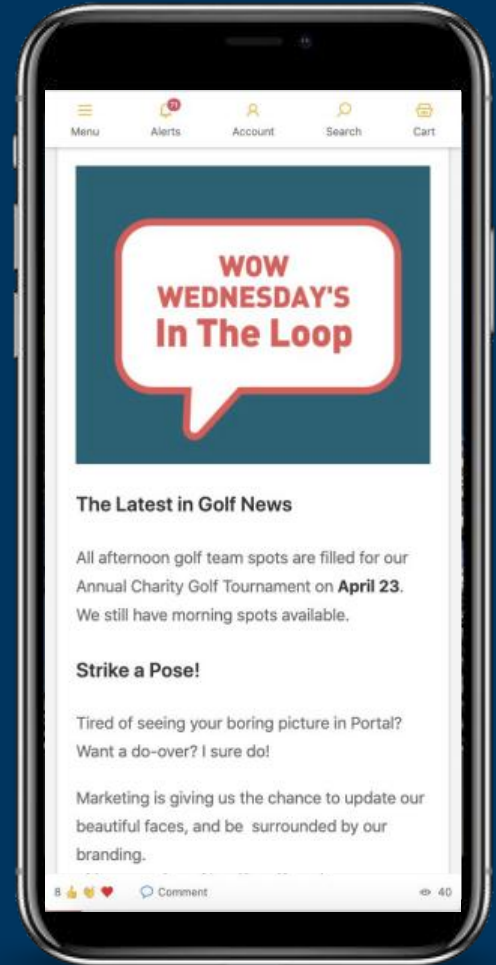 71
Menu Alerts Account Search Cart
WOW
WEDNESDAY'S
In The Loop
The Latest in Golf News
All afternoon golf team spots are filled for our
Annual Charity Golf Tournament on April 23.
We still have morning spots available.
Strike a Pose!
Tired of seeing your boring picture in Portal?
Want a do-over? I sure do!
Marketing is giving us the chance to update our
beautiful faces, and be surrounded by our
branding.
8 Comment 40